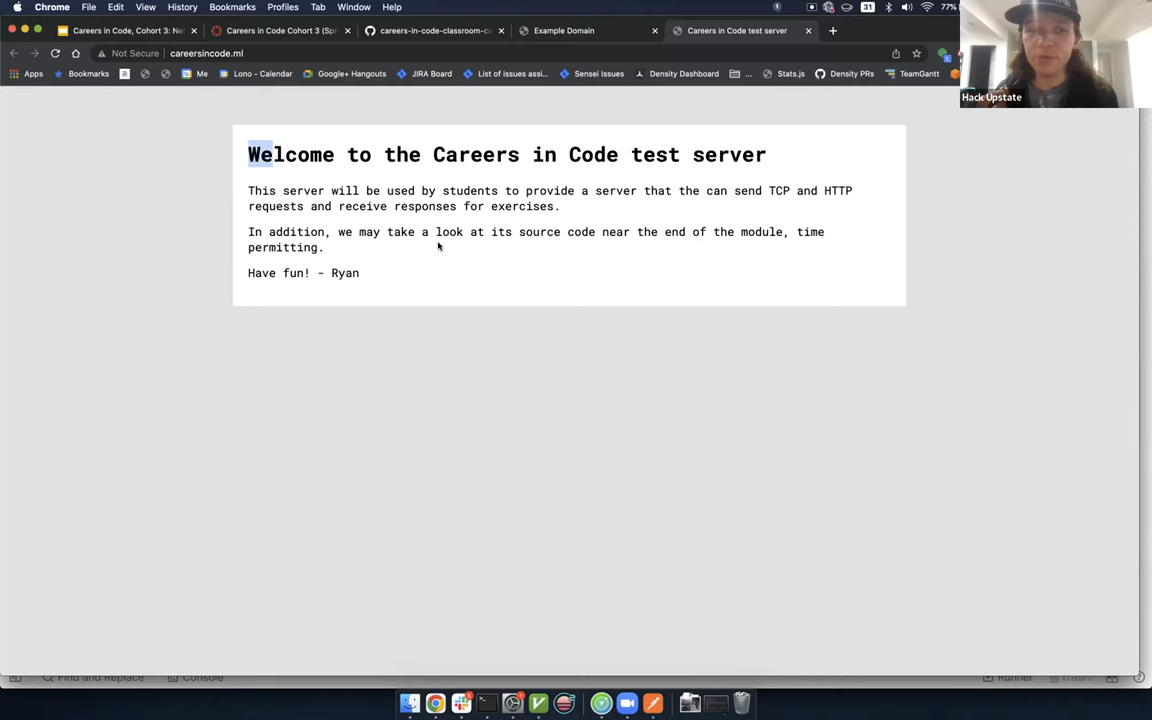 Chrome File Edit View History Bookmarks Profiles Tab Window Help 31 77%
Careers in Code, Cohort 3: Ne
Careers in Code Cohort 3 (Spr
careers-in-code-classroom-co
Example Domain
Careers in Code test server
Not Secure careersincode.ml
Apps Bookmarks Me Lono - Calendar Google+ Hangouts JIRA Board List of issues assi... Sensei Issues Density Dashboard ... Stats.js Density PRs TeamGantt
Hack Upstate
Welcome to the Careers in Code test server
This server will be used by students to provide a server that the can send TCP and HTTP
requests and receive responses for exercises.
In addition, we may take a look at its source code near the end of the module, time
permitting.
Have fun! - Ryan
Find and Replace Console Runner Trash